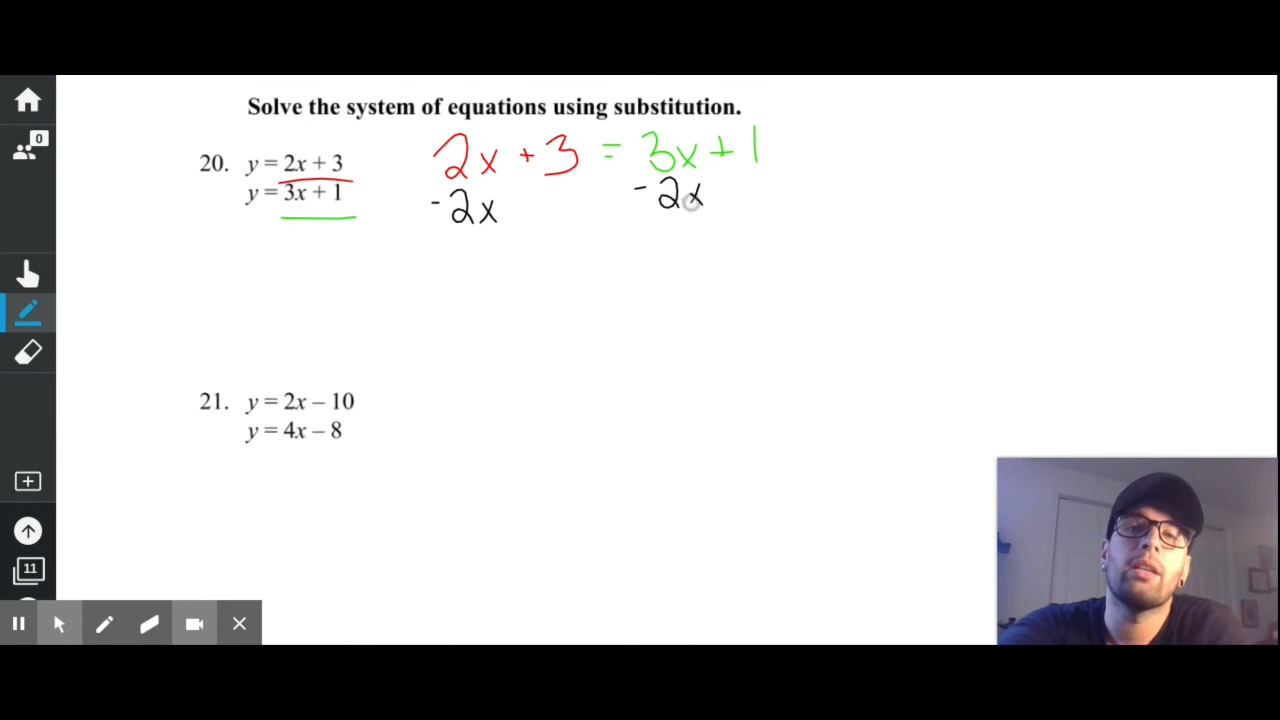 Solve the system of equations using substitution.
2x + 3 = 3x + 1
20. y = 2x + 3
y = 3x + 1
-2x -2x
21. y = 2x – 10
y = 4x – 8
0
11